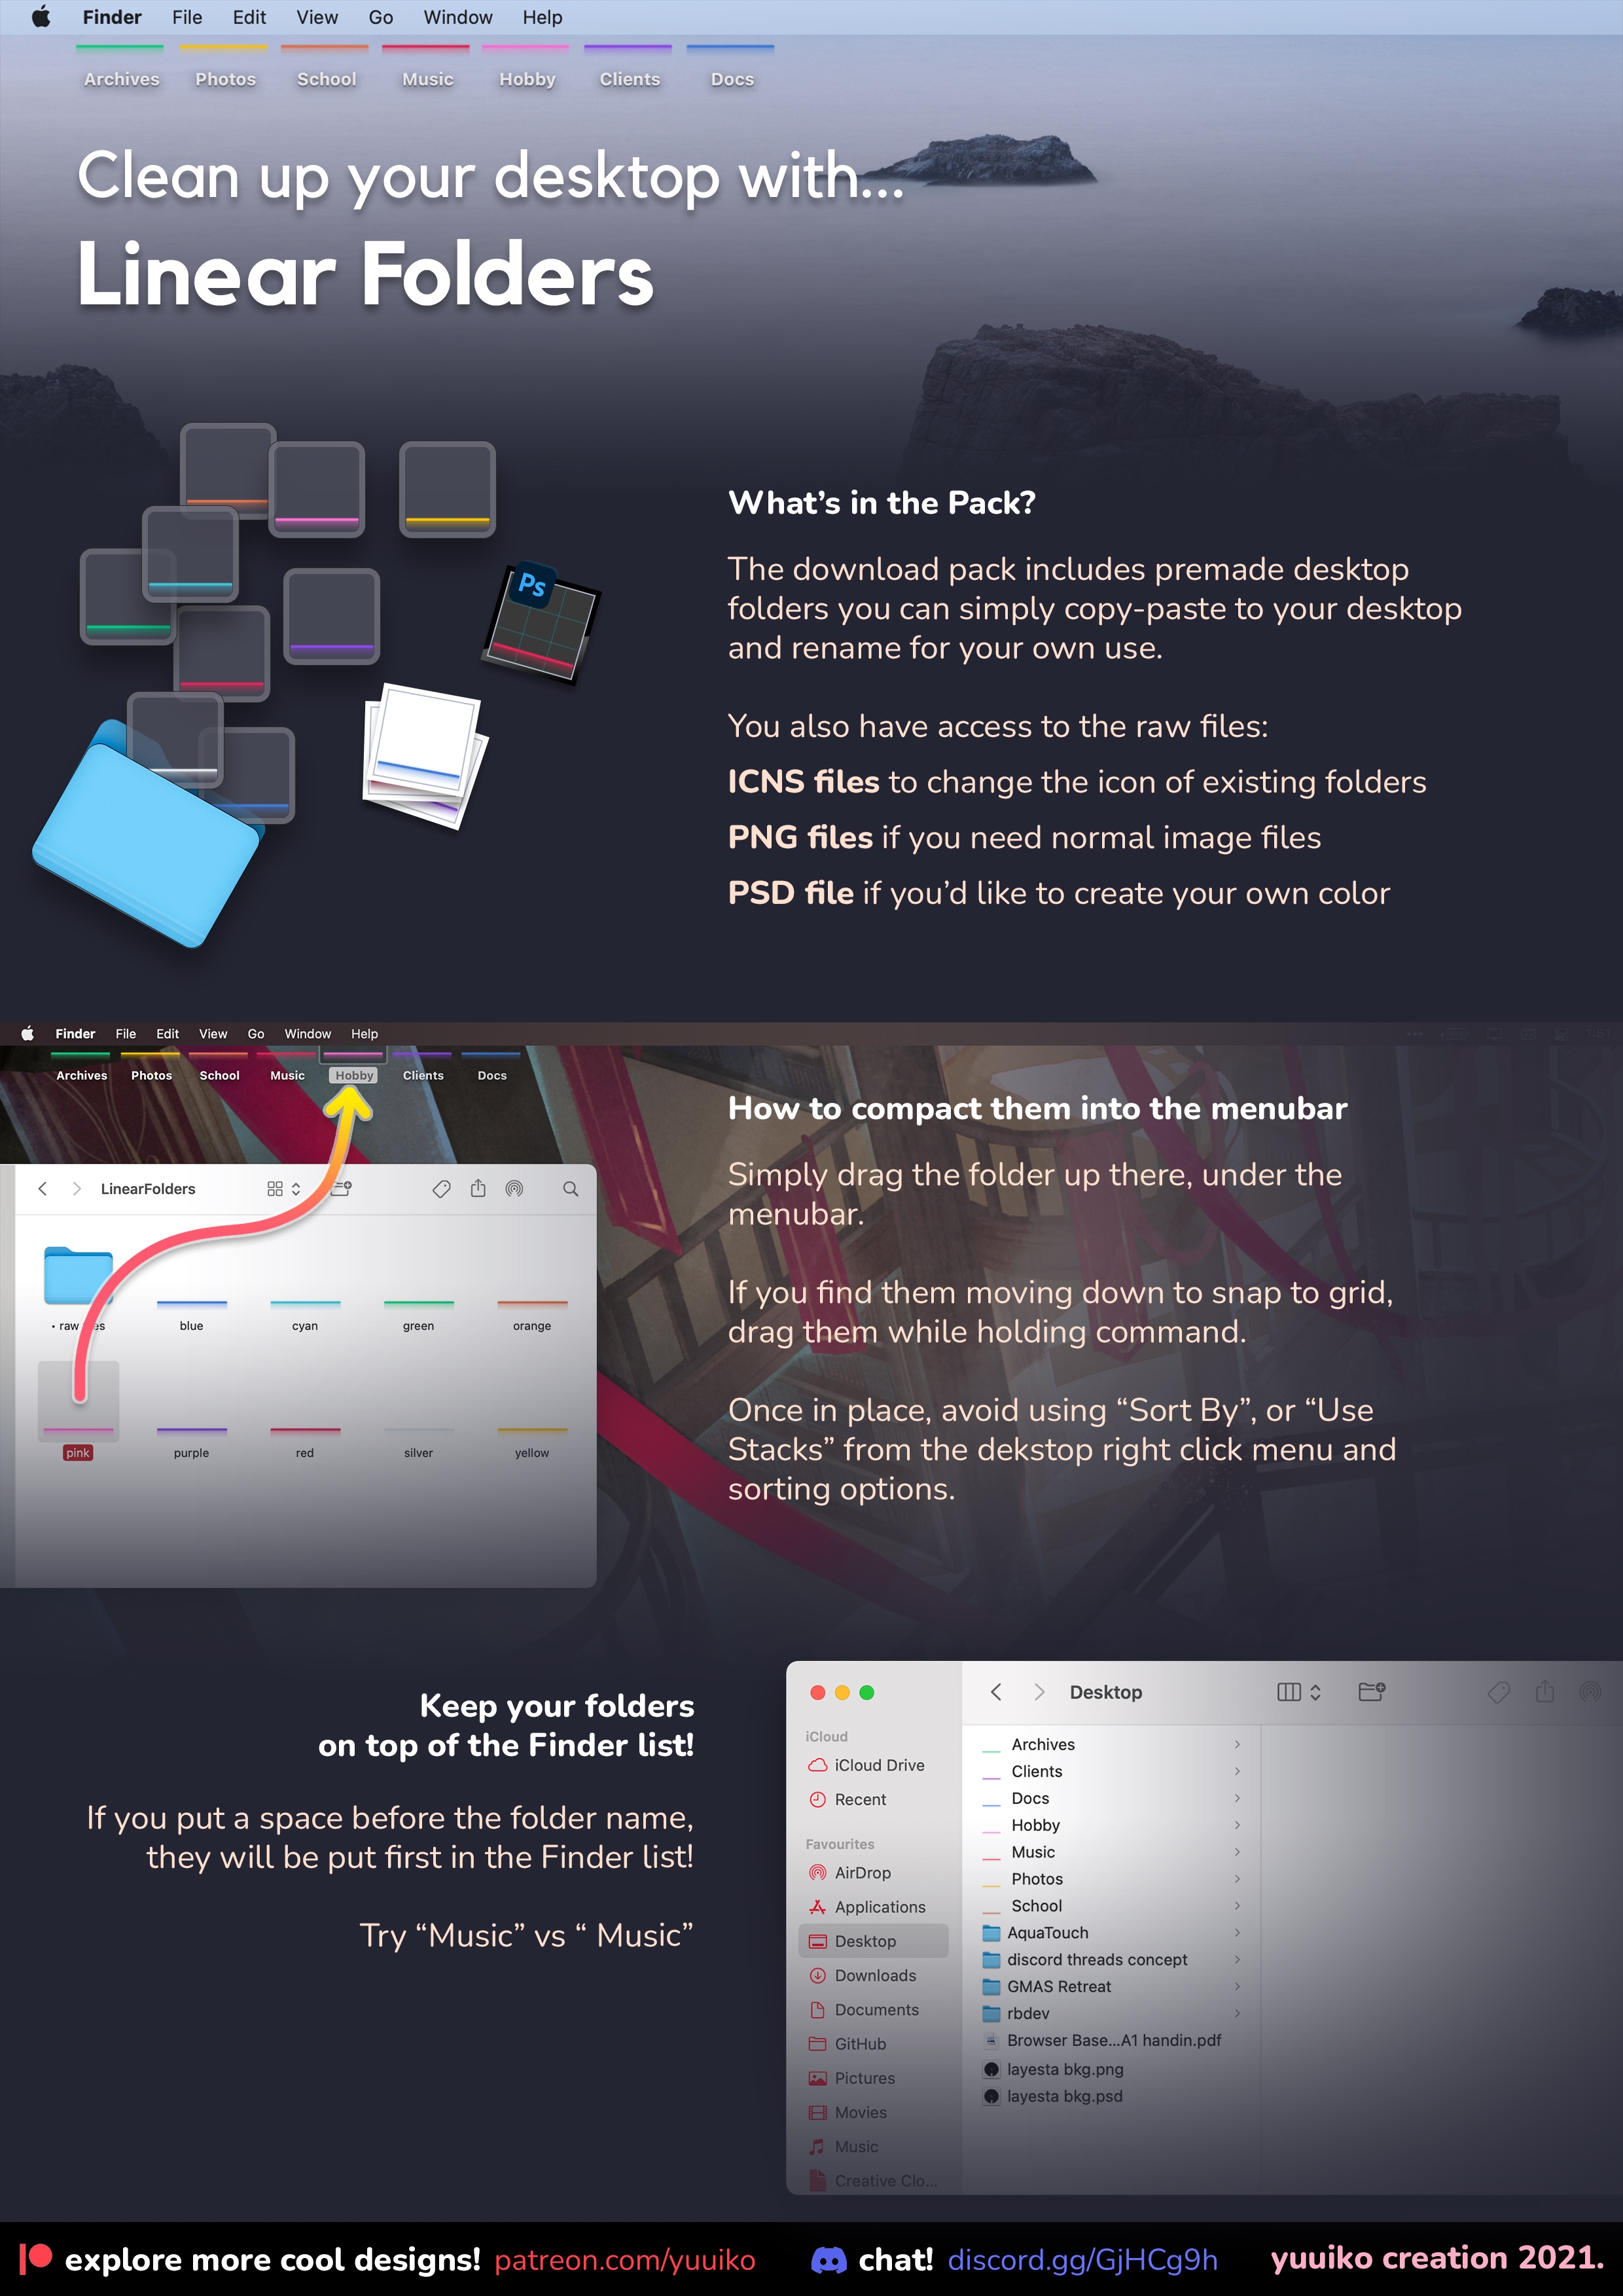 Finder File Edit View Go Window Help
Archives Photos School Music Hobby Clients Docs
Clean up your desktop with...
Linear Folders
Ps
What’s in the Pack?
The download pack includes premade desktop
folders you can simply copy-paste to your desktop
and rename for your own use.
You also have access to the raw files:
ICNS files to change the icon of existing folders
PNG files if you need normal image files
PSD file if you’d like to create your own color
Finder File Edit View Go Window Help
Archives Photos School Music Hobby Clients Docs
LinearFolders
• raw
blue cyan green orange
pink purple red silver yellow
How to compact them into the menubar
Simply drag the folder up there, under the
menubar.
If you find them moving down to snap to grid,
drag them while holding command.
Once in place, avoid using “Sort By”, or “Use
Stacks” from the dekstop right click menu and
sorting options.
Keep your folders
on top of the Finder list!
If you put a space before the folder name,
they will be put first in the Finder list!
Try “Music” vs “ Music”
iCloud
iCloud Drive
Recent
Favourites
AirDrop
Applications
Desktop
Downloads
Documents
GitHub
Pictures
Movies
Music
Creative Clo...
Desktop
Archives
Clients
Docs
Hobby
Music
Photos
School
AquaTouch
discord threads concept
GMAS Retreat
rbdev
Browser Base...A1 handin.pdf
layesta bkg.png
layesta bkg.psd
explore more cool designs! patreon.com/yuuiko
chat! discord.gg/GjHCg9h
yuuiko creation 2021.